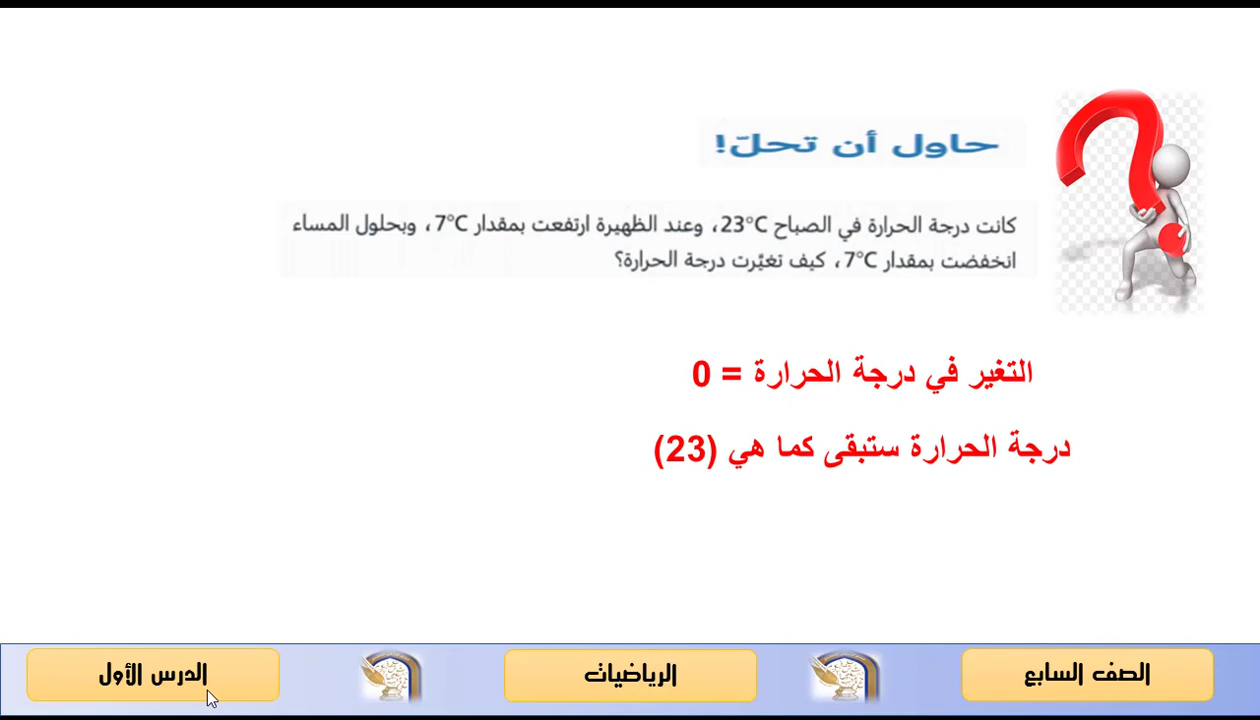 حاول أن تحلّ!
كانت درجة الحرارة في الصباح 23°C، وعند الظهيرة ارتفعت بمقدار 7°C، وبحلول المساء
انخفضت بمقدار 7°C، كيف تغيّرت درجة الحرارة؟
التغير في درجة الحرارة = 0
درجة الحرارة ستبقى كما هي (23)
الصف السابع
الرياضيات
الدرس الأول